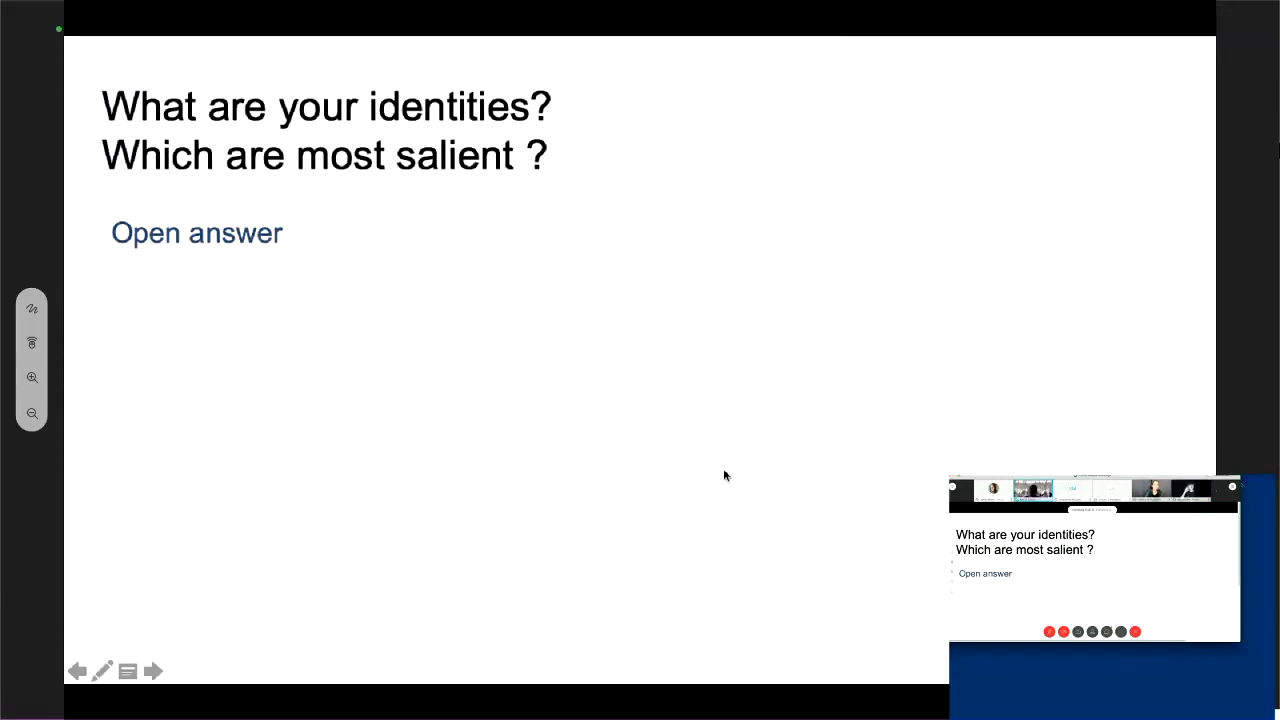 What are your identities?
Which are most salient ?
Open answer
What are your identities?
Which are most salient ?
Open answer